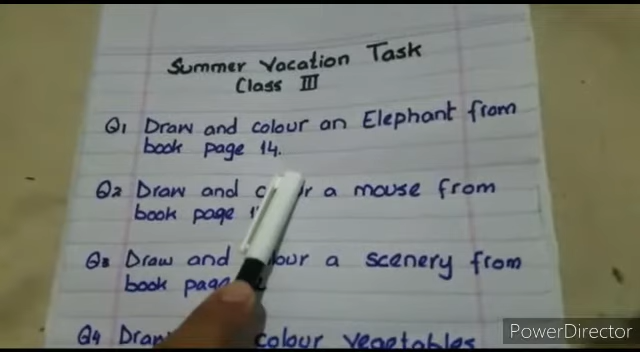 Summer Vacation Task
Class III
Q1 Draw and colour an Elephant from
book page 14.
Q2 Draw and a mouse from
book page
Q3 Draw and a scenery from
book
Q4 Draw colour vegetables
PowerDirector